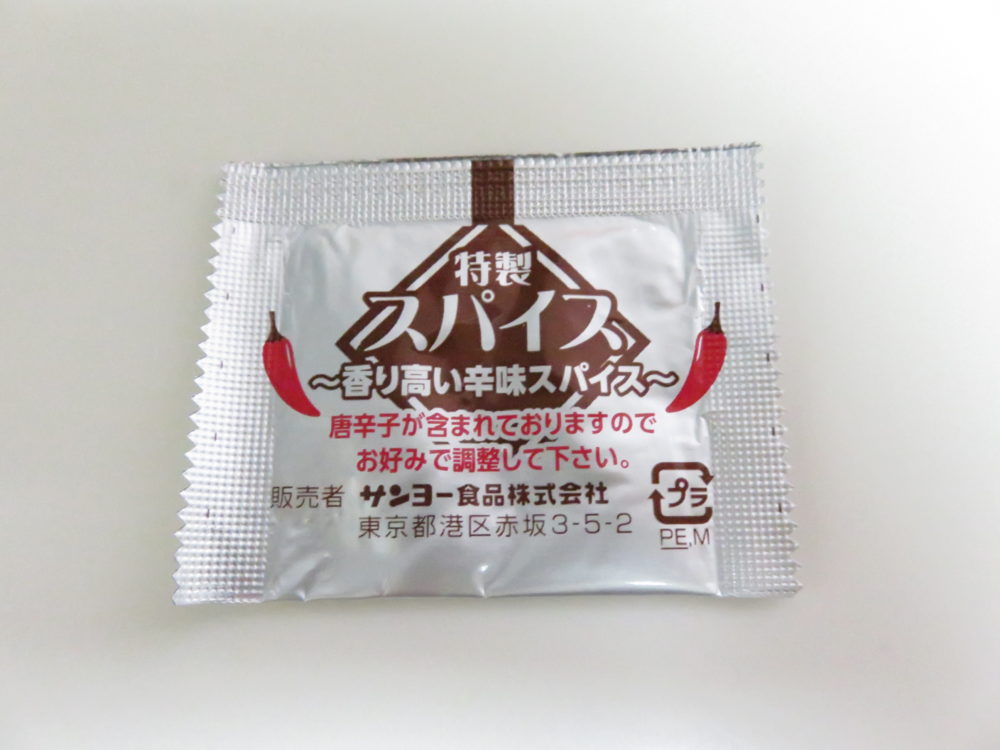 特製
スパイス
～香り高い辛味スパイス～
唐辛子が含まれておりますので
お好みで調整して下さい。
販売者 サンヨー食品株式会社
東京都港区赤坂3-5-2
プラ
PE,M